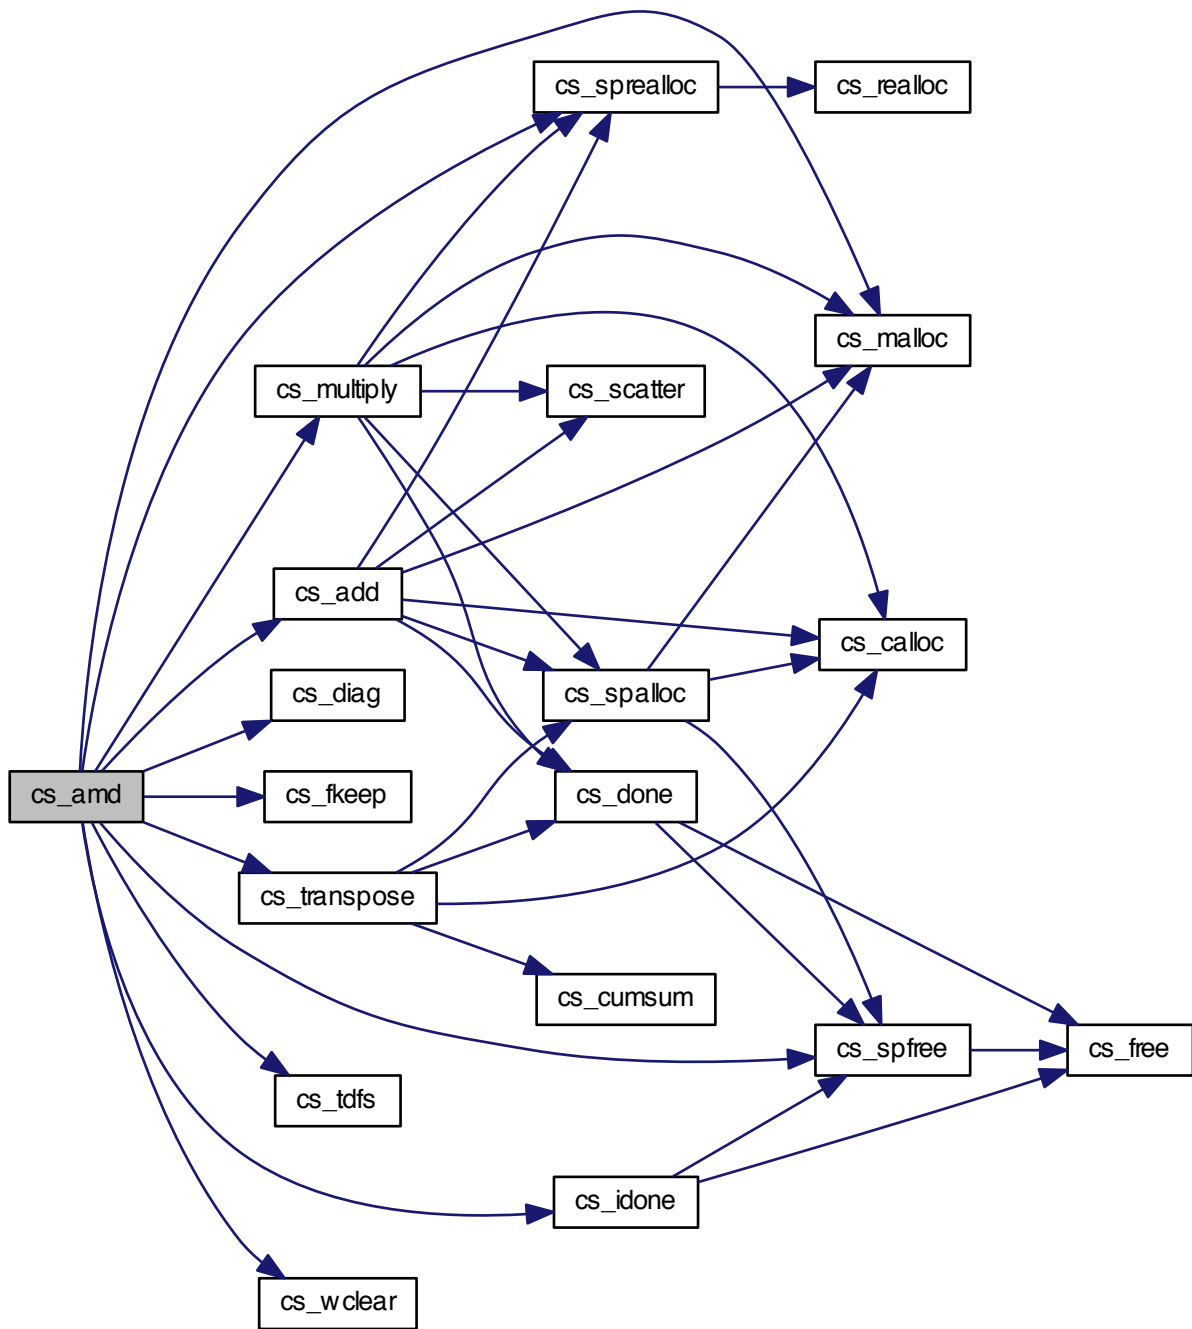 cs_sprealloc
cs_realloc
cs_malloc
cs_multiply
cs_scatter
cs_add
cs_calloc
cs_diag
cs_spalloc
cs_amd
cs_fkeep
cs_done
cs_transpose
cs_cumsum
cs_spfree
cs_free
cs_tdfs
cs_idone
cs_wclear